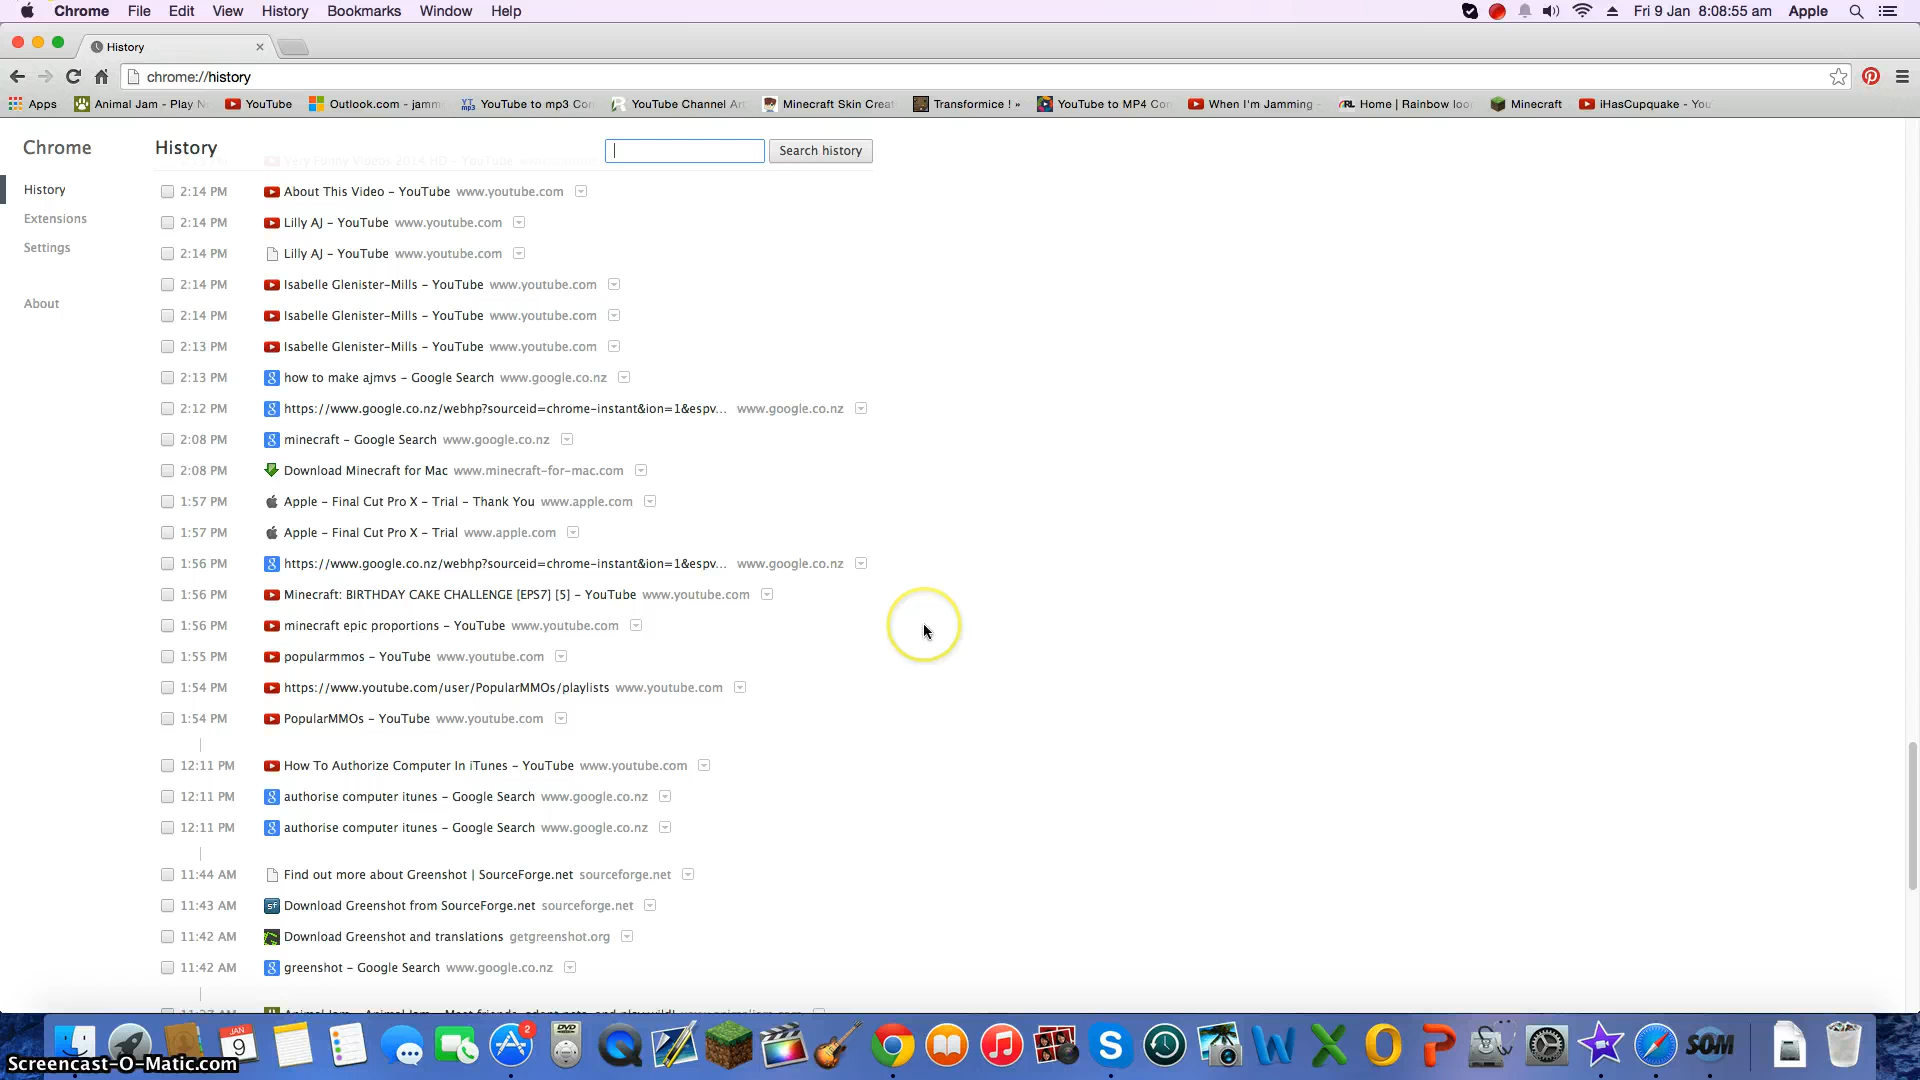 Chrome File Edit View History Bookmarks Window Help Fri 9 Jan 8:08:55 am Apple
History
chrome://history
Apps Animal Jam - Play N YouTube Outlook.com - jamm YouTube to mp3 Con YouTube Channel Art Minecraft Skin Creat Transformice ! » YouTube to MP4 Co When I'm Jamming - Home | Rainbow loo Minecraft iHasCupquake - You
Chrome History Search history
Very Funny Videos 2014 HD - YouTube
History
Extensions
Settings
About
2:14 PM About This Video – YouTube www.youtube.com
2:14 PM Lilly AJ – YouTube www.youtube.com
2:14 PM Lilly AJ – YouTube www.youtube.com
2:14 PM Isabelle Glenister-Mills – YouTube www.youtube.com
2:14 PM Isabelle Glenister-Mills – YouTube www.youtube.com
2:13 PM Isabelle Glenister-Mills – YouTube www.youtube.com
2:13 PM how to make ajmvs – Google Search www.google.co.nz
2:12 PM https://www.google.co.nz/webhp?sourceid=chrome-instant&ion=1&espv... www.google.co.nz
2:08 PM minecraft – Google Search www.google.co.nz
2:08 PM Download Minecraft for Mac www.minecraft-for-mac.com
1:57 PM Apple – Final Cut Pro X – Trial – Thank You www.apple.com
1:57 PM Apple – Final Cut Pro X – Trial www.apple.com
1:56 PM https://www.google.co.nz/webhp?sourceid=chrome-instant&ion=1&espv... www.google.co.nz
1:56 PM Minecraft: BIRTHDAY CAKE CHALLENGE [EPS7] [5] – YouTube www.youtube.com
1:56 PM minecraft epic proportions – YouTube www.youtube.com
1:55 PM popularmmos – YouTube www.youtube.com
1:54 PM https://www.youtube.com/user/PopularMMOs/playlists www.youtube.com
1:54 PM PopularMMOs – YouTube www.youtube.com
12:11 PM How To Authorize Computer In iTunes – YouTube www.youtube.com
12:11 PM authorise computer itunes – Google Search www.google.co.nz
12:11 PM authorise computer itunes – Google Search www.google.co.nz
11:44 AM Find out more about Greenshot | SourceForge.net sourceforge.net
11:43 AM Download Greenshot from SourceForge.net sourceforge.net
11:42 AM Download Greenshot and translations getgreenshot.org
11:42 AM greenshot – Google Search www.google.co.nz
JAN
9
2
DVD
SOM
Screencast-O-Matic.com